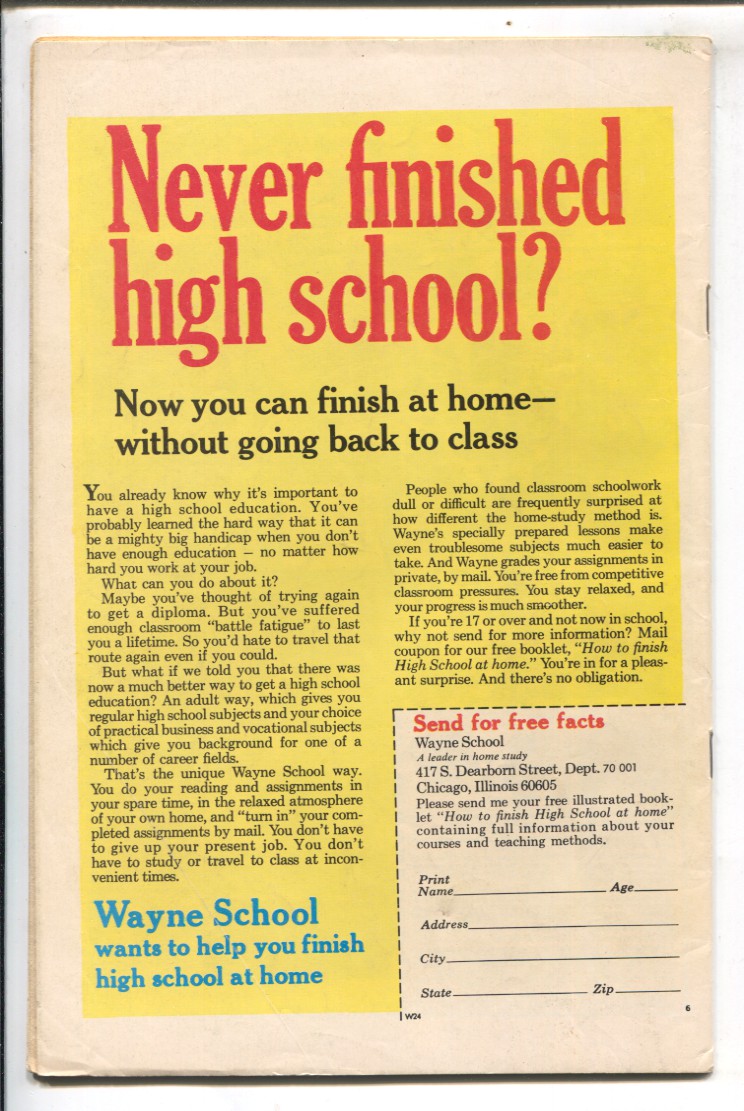 Never finished
high school?
Now you can finish at home—
without going back to class
You already know why it's important to
have a high school education. You've
probably learned the hard way that it can
be a mighty big handicap when you don't
have enough education – no matter how
hard you work at your job.
What can you do about it?
Maybe you've thought of trying again
to get a diploma. But you've suffered
enough classroom "battle fatigue" to last
you a lifetime. So you'd hate to travel that
route again even if you could.
But what if we told you that there was
now a much better way to get a high school
education? An adult way, which gives you
regular high school subjects and your choice
of practical business and vocational subjects
which give you background for one of a
number of career fields.
That's the unique Wayne School way.
You do your reading and assignments in
your spare time, in the relaxed atmosphere
of your own home, and "turn in" your com-
pleted assignments by mail. You don't have
to give up your present job. You don't
have to study or travel to class at incon-
venient times.
Wayne School
wants to help you finish
high school at home
People who found classroom schoolwork
dull or difficult are frequently surprised at
how different the home-study method is.
Wayne's specially prepared lessons make
even troublesome subjects much easier to
take. And Wayne grades your assignments in
private, by mail. You're free from competitive
classroom pressures. You stay relaxed, and
your progress is much smoother.
If you're 17 or over and not now in school,
why not send for more information? Mail
coupon for our free booklet, "How to finish
High School at home." You're in for a pleas-
ant surprise. And there's no obligation.
Send for free facts
Wayne School
A leader in home study
417 S. Dearborn Street, Dept. 70 001
Chicago, Illinois 60605
Please send me your free illustrated book-
let "How to finish High School at home"
containing full information about your
courses and teaching methods.
Print
Name Age
Address
City
State Zip
W24
6